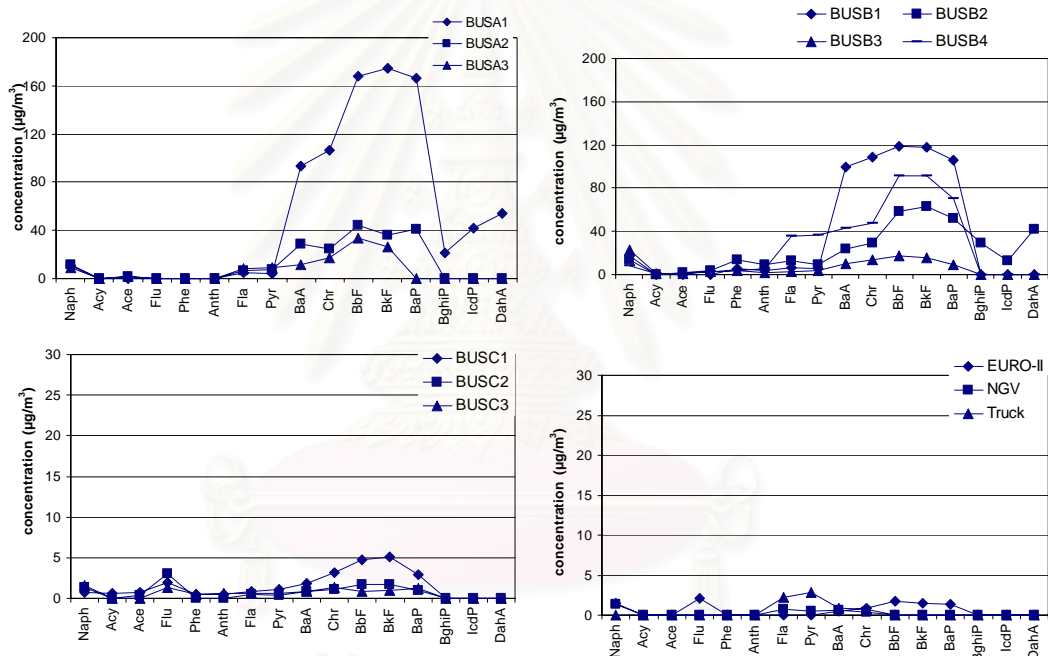 BUSA1
BUSA2
BUSA3
concentration (µg/m³)
200
160
120
80
40
0
Naph
Acy
Ace
Flu
Phe
Anth
Fla
Pyr
BaA
Chr
BbF
BkF
BaP
BghiP
IcdP
DahA
BUSB1 BUSB2
BUSB3 BUSB4
concentration (µg/m³)
200
160
120
80
40
0
Naph
Acy
Ace
Flu
Phe
Anth
Fla
Pyr
BaA
Chr
BbF
BkF
BaP
BghiP
IcdP
DahA
BUSC1
BUSC2
BUSC3
concentration (µg/m³)
30
25
20
15
10
5
0
Naph
Acy
Ace
Flu
Phe
Anth
Fla
Pyr
BaA
Chr
BbF
BkF
BaP
BghiP
IcdP
DahA
EURO-II
NGV
Truck
concentration (µg/m³)
30
25
20
15
10
5
0
Naph
Acy
Ace
Flu
Phe
Anth
Fla
Pyr
BaA
Chr
BbF
BkF
BaP
BghiP
IcdP
DahA